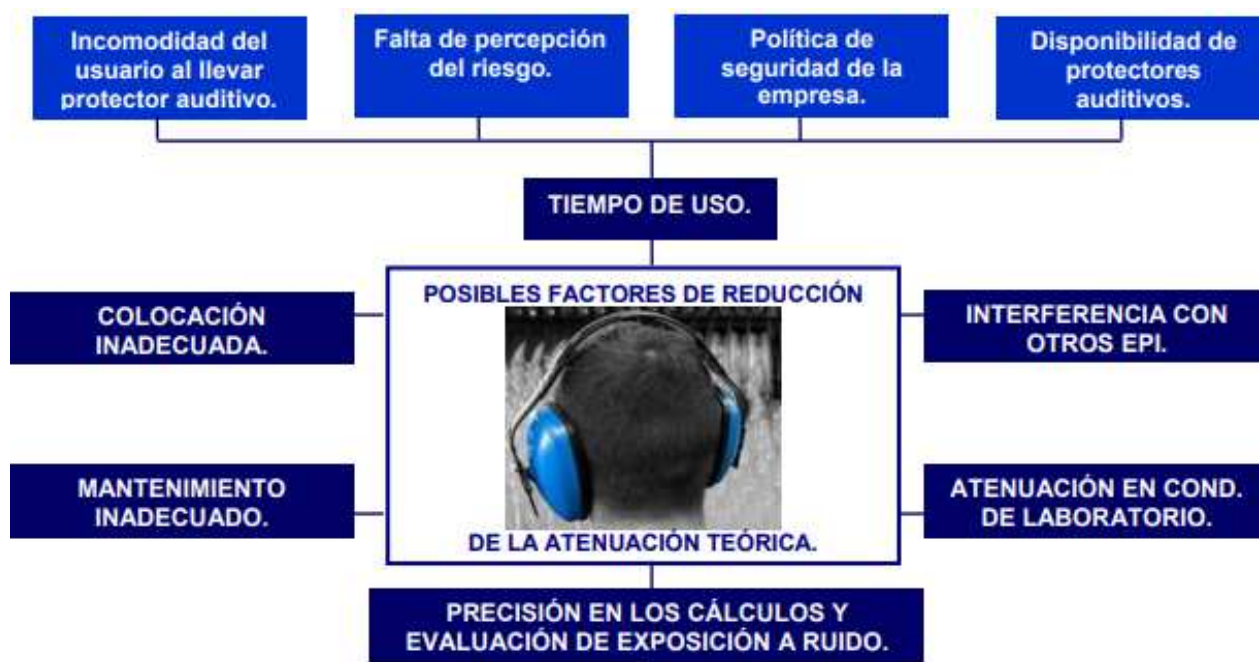 Incomodidad del
usuario al llevar
protector auditivo.
Falta de percepción
del riesgo.
Política de
seguridad de la
empresa.
Disponibilidad de
protectores
auditivos.
TIEMPO DE USO.
POSIBLES FACTORES DE REDUCCIÓN
COLOCACIÓN
INADECUADA.
INTERFERENCIA CON
OTROS EPI.
MANTENIMIENTO
INADECUADO.
ATENUACIÓN EN COND.
DE LABORATORIO.
DE LA ATENUACIÓN TEÓRICA.
PRECISIÓN EN LOS CÁLCULOS Y
EVALUACIÓN DE EXPOSICIÓN A RUIDO.